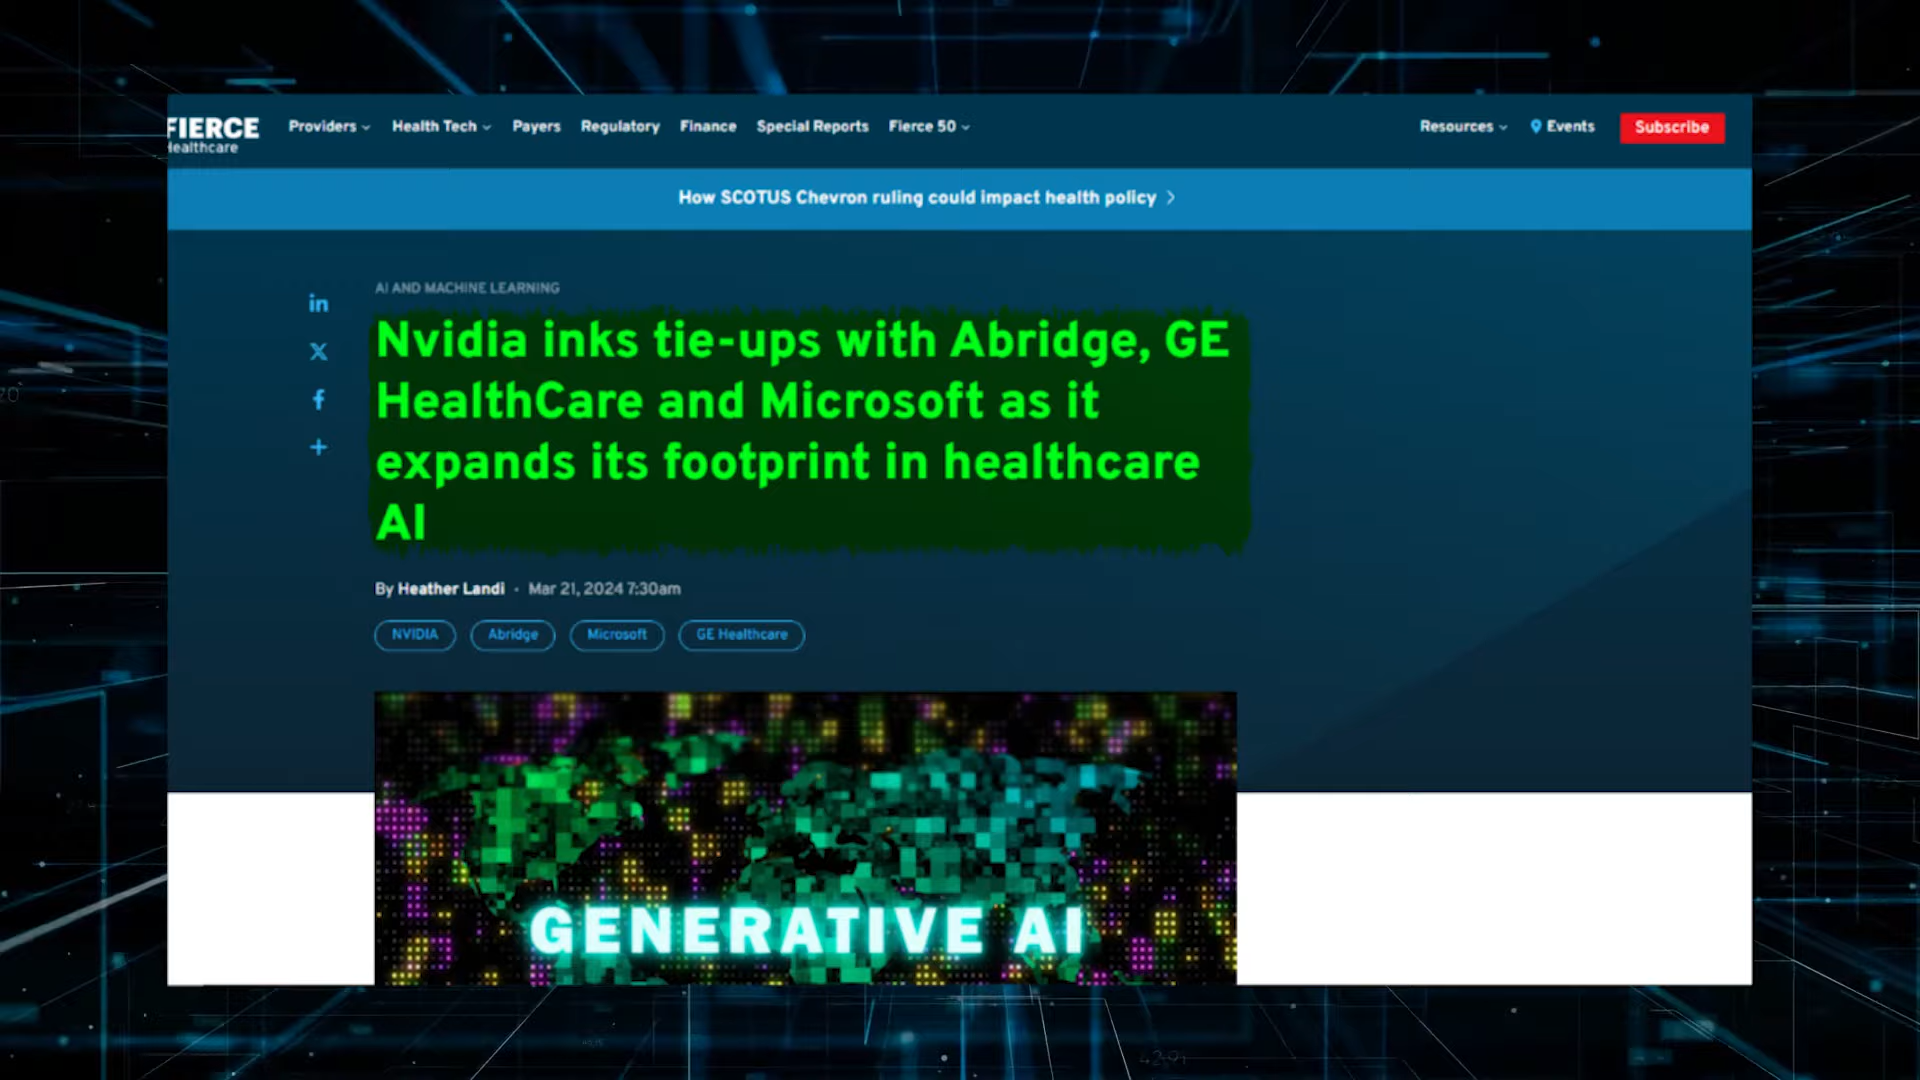 FIERCE
Healthcare
Providers
Health Tech
Payers
Regulatory
Finance
Special Reports
Fierce 50
Resources
Events
Subscribe
How SCOTUS Chevron ruling could impact health policy
AI AND MACHINE LEARNING
Nvidia inks tie-ups with Abridge, GE
HealthCare and Microsoft as it
expands its footprint in healthcare
AI
By Heather Landi · Mar 21, 2024 7:30am
NVIDIA
Abridge
Microsoft
GE Healthcare
GENERATIVE AI